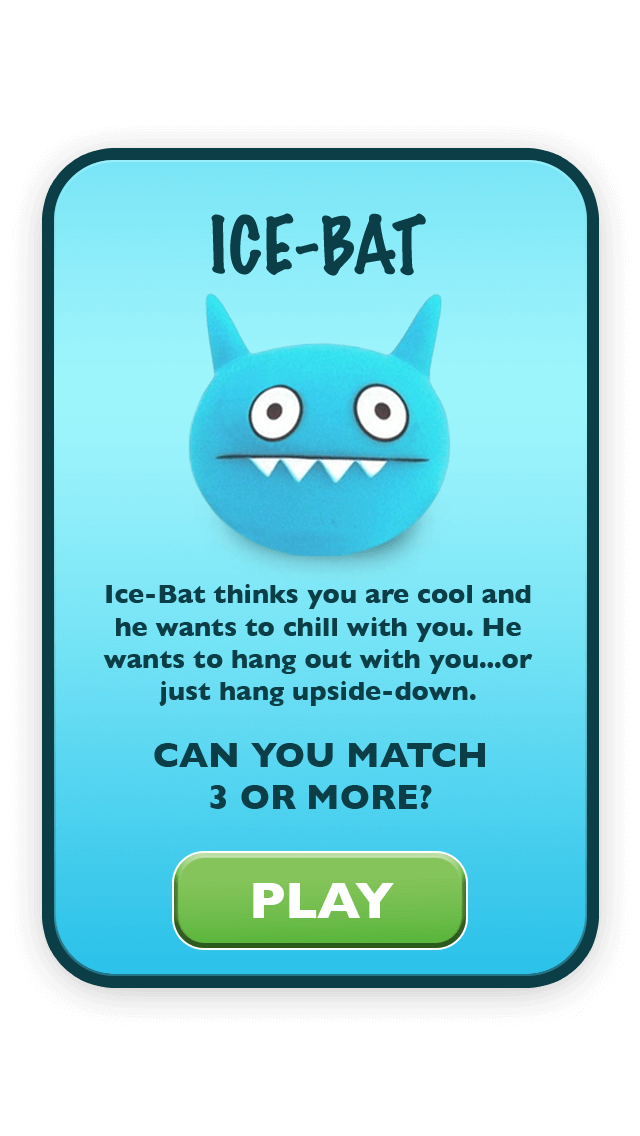 ICE-BAT
Ice-Bat thinks you are cool and
he wants to chill with you. He
wants to hang out with you...or
just hang upside-down.
CAN YOU MATCH
3 OR MORE?
PLAY